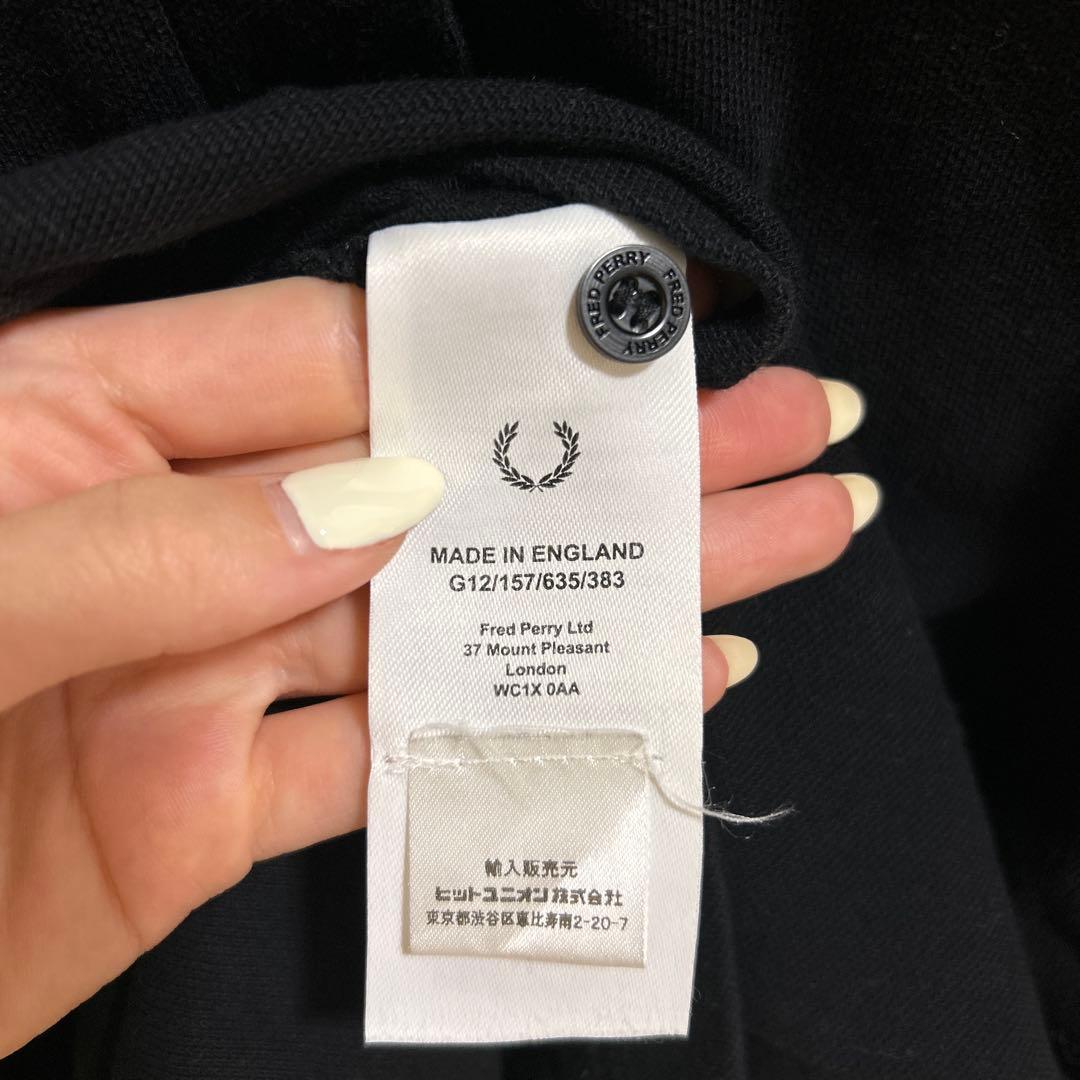 FRED PERRY FRED PERRY
MADE IN ENGLAND
G12/157/635/383
Fred Perry Ltd
37 Mount Pleasant
London
WC1X 0AA
輸入販売元
ヒットユニオン株式会社
東京都渋谷区恵比寿南2-20-7